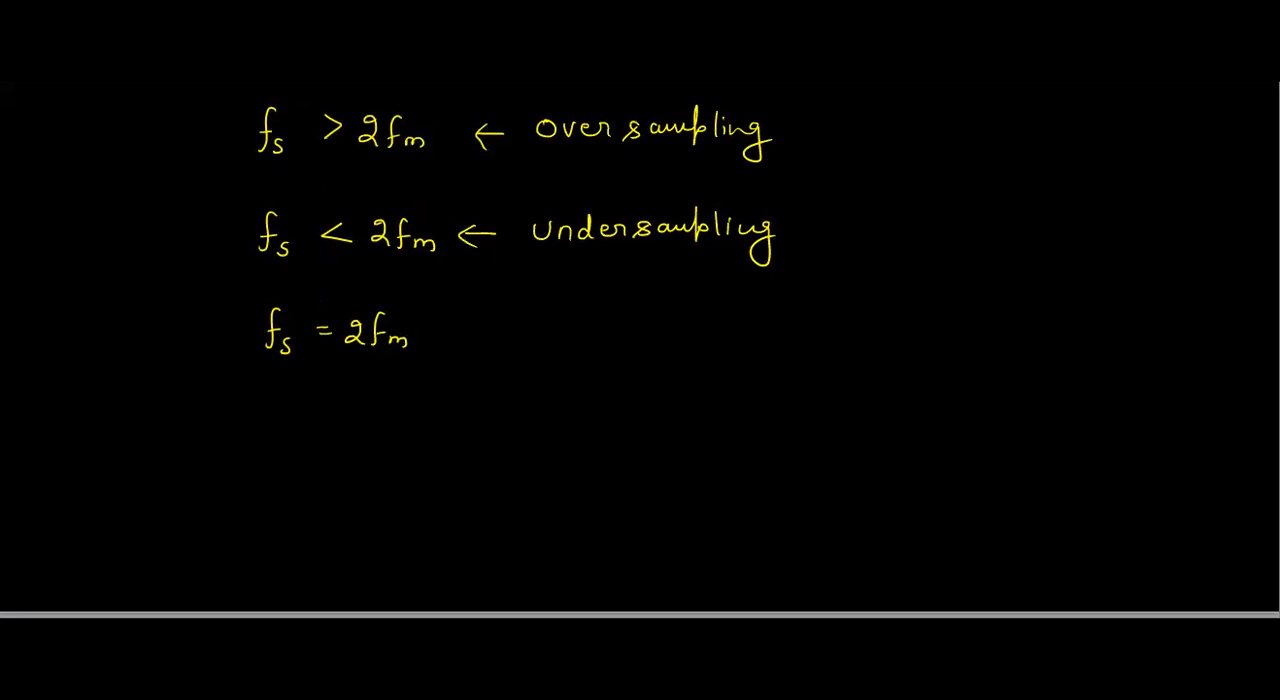 fs > 2fm ← oversampling
fs < 2fm ← undersampling
fs = 2fm